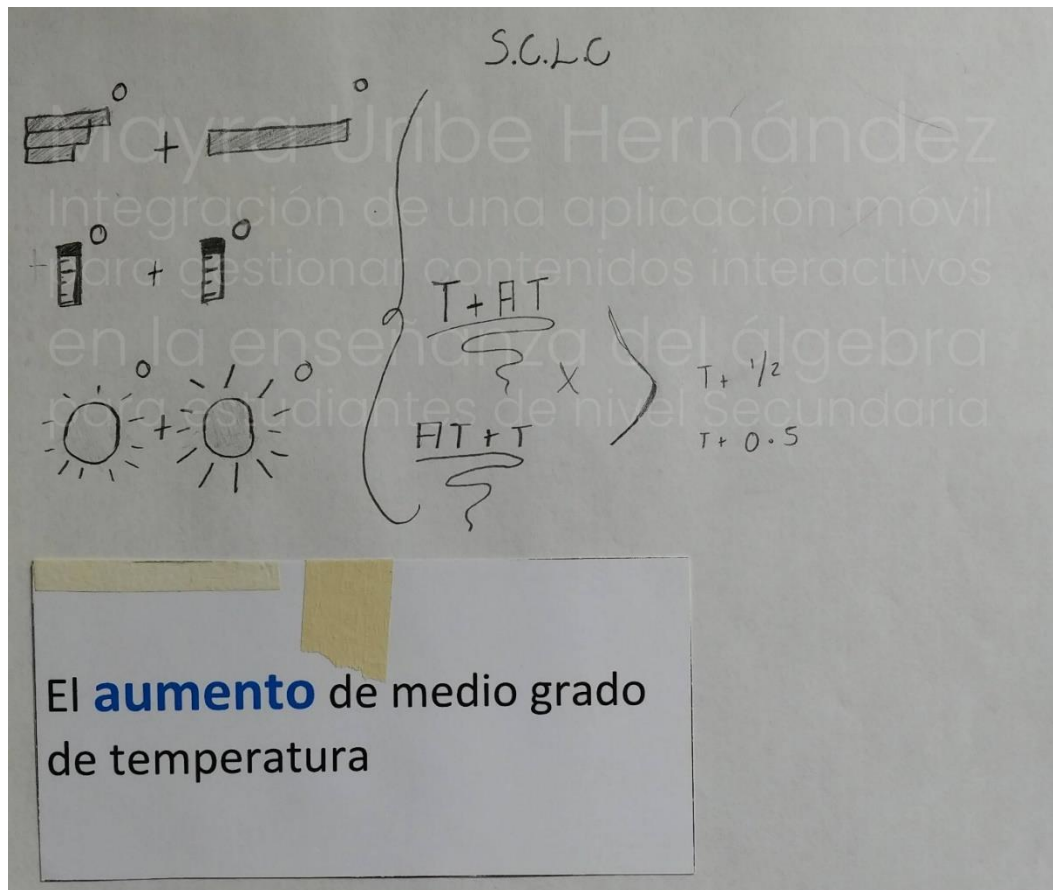 S.C.L.C
Mayra Uribe Hernández
Integración de una aplicación móvil
para gestionar contenidos interactivos
en la enseñanza del álgebra
para estudiantes de nivel Secundaria
+
+
+
T + AT
X
AT + T
T + 1/2
T + 0.5
El aumento de medio grado
de temperatura